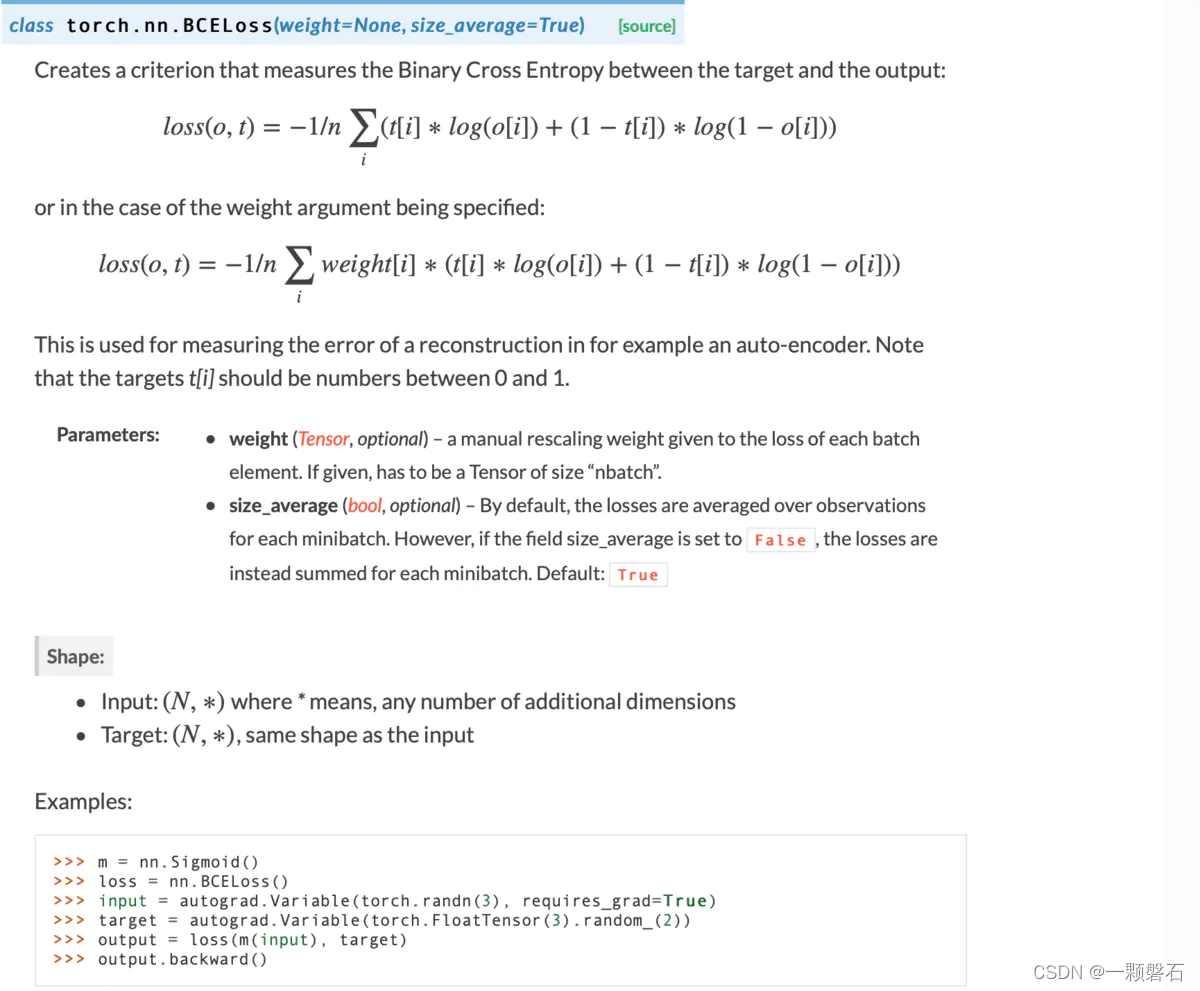 class torch.nn.BCELoss(weight=None, size_average=True) [source]
Creates a criterion that measures the Binary Cross Entropy between the target and the output:
loss(o, t) = −1/n ∑ᵢ (t[i] ∗ log(o[i]) + (1 − t[i]) ∗ log(1 − o[i]))
or in the case of the weight argument being specified:
loss(o, t) = −1/n ∑ᵢ weight[i] ∗ (t[i] ∗ log(o[i]) + (1 − t[i]) ∗ log(1 − o[i]))
This is used for measuring the error of a reconstruction in for example an auto-encoder. Note
that the targets t[i] should be numbers between 0 and 1.
Parameters:
• weight (Tensor, optional) – a manual rescaling weight given to the loss of each batch
element. If given, has to be a Tensor of size “nbatch”.
• size_average (bool, optional) – By default, the losses are averaged over observations
for each minibatch. However, if the field size_average is set to False , the losses are
instead summed for each minibatch. Default: True
Shape:
• Input: (N, ∗) where * means, any number of additional dimensions
• Target: (N, ∗), same shape as the input
Examples:
>>> m = nn.Sigmoid()
>>> loss = nn.BCELoss()
>>> input = autograd.Variable(torch.randn(3), requires_grad=True)
>>> target = autograd.Variable(torch.FloatTensor(3).random_(2))
>>> output = loss(m(input), target)
>>> output.backward()
CSDN @一颗磐石